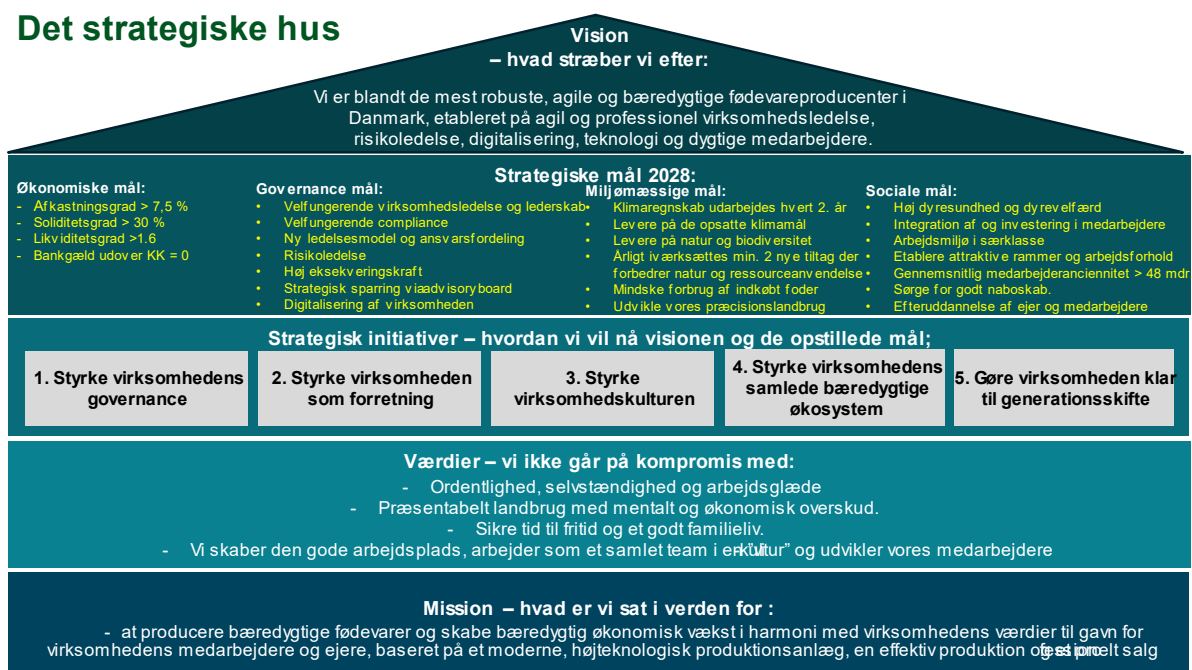 Det strategiske hus
Vision
– hvad stræber vi efter:
Vi er blandt de mest robuste, agile og bæredygtige fødevareproducenter i
Danmark, etableret på agil og professionel virksomhedsledelse,
risikoledelse, digitalisering, teknologi og dygtige medarbejdere.
Strategiske mål 2028:
Økonomiske mål:
- Afkastningsgrad > 7,5 %
- Soliditetsgrad > 30 %
- Likviditetsgrad >1.6
- Bankgæld udover KK = 0
Governance mål:
• Velfungerende virksomhedsledelse og lederskab
• Velfungerende compliance
• Ny ledelsesmodel og ansvarsfordeling
• Risikoledelse
• Høj eksekveringskraft
• Strategisk sparring via advisory board
• Digitalisering af virksomheden
Miljømæssige mål:
• Klimaregnskab udarbejdes hvert 2. år
• Levere på de opsatte klimamål
• Levere på natur og biodiversitet
• Årligt iværksættes min. 2 nye tiltag der
forbedrer natur og ressourceanvendelse
• Mindske forbrug af indkøbt foder
• Udvikle vores præcisionslandbrug
Sociale mål:
• Høj dyresundhed og dyrevelfærd
• Integration af og investering i medarbejdere
• Arbejdsmiljø i særklasse
• Etablere attraktive rammer og arbejdsforhold
• Gennemsnitlig medarbejderanciennitet > 48 mdr
• Sørge for godt naboskab.
• Efteruddannelse af ejer og medarbejdere
Strategisk initiativer – hvordan vi vil nå visionen og de opstillede mål;
1. Styrke virksomhedens
governance
2. Styrke virksomheden
som forretning
3. Styrke
virksomhedskulturen
4. Styrke virksomhedens
samlede bæredygtige
økosystem
5. Gøre virksomheden klar
til generationsskifte
Værdier – vi ikke går på kompromis med:
- Ordentlighed, selvstændighed og arbejdsglæde
- Præsentabelt landbrug med mentalt og økonomisk overskud.
- Sikre tid til fritid og et godt familieliv.
- Vi skaber den gode arbejdsplads, arbejder som et samlet team i en "vi-kultur" og udvikler vores medarbejdere
Mission – hvad er vi sat i verden for :
- at producere bæredygtige fødevarer og skabe bæredygtig økonomisk vækst i harmoni med virksomhedens værdier til gavn for
virksomhedens medarbejdere og ejere, baseret på et moderne, højteknologisk produktionsanlæg, en effektiv produktion og et professionelt salg